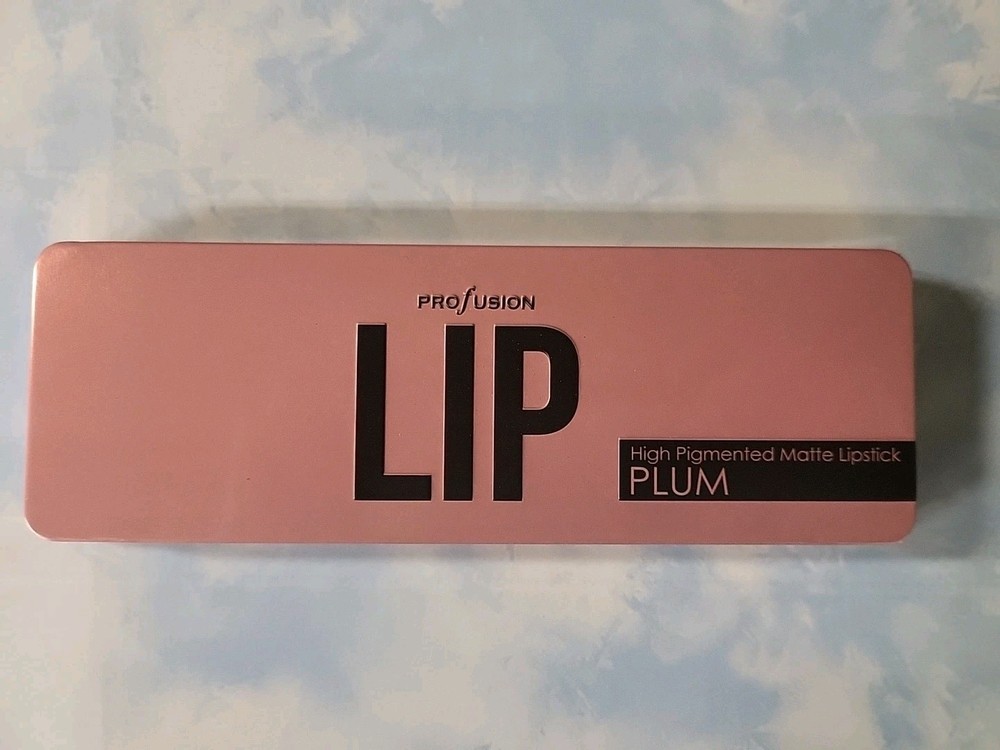 PROfUSION
LIP
High Pigmented Matte Lipstick
PLUM